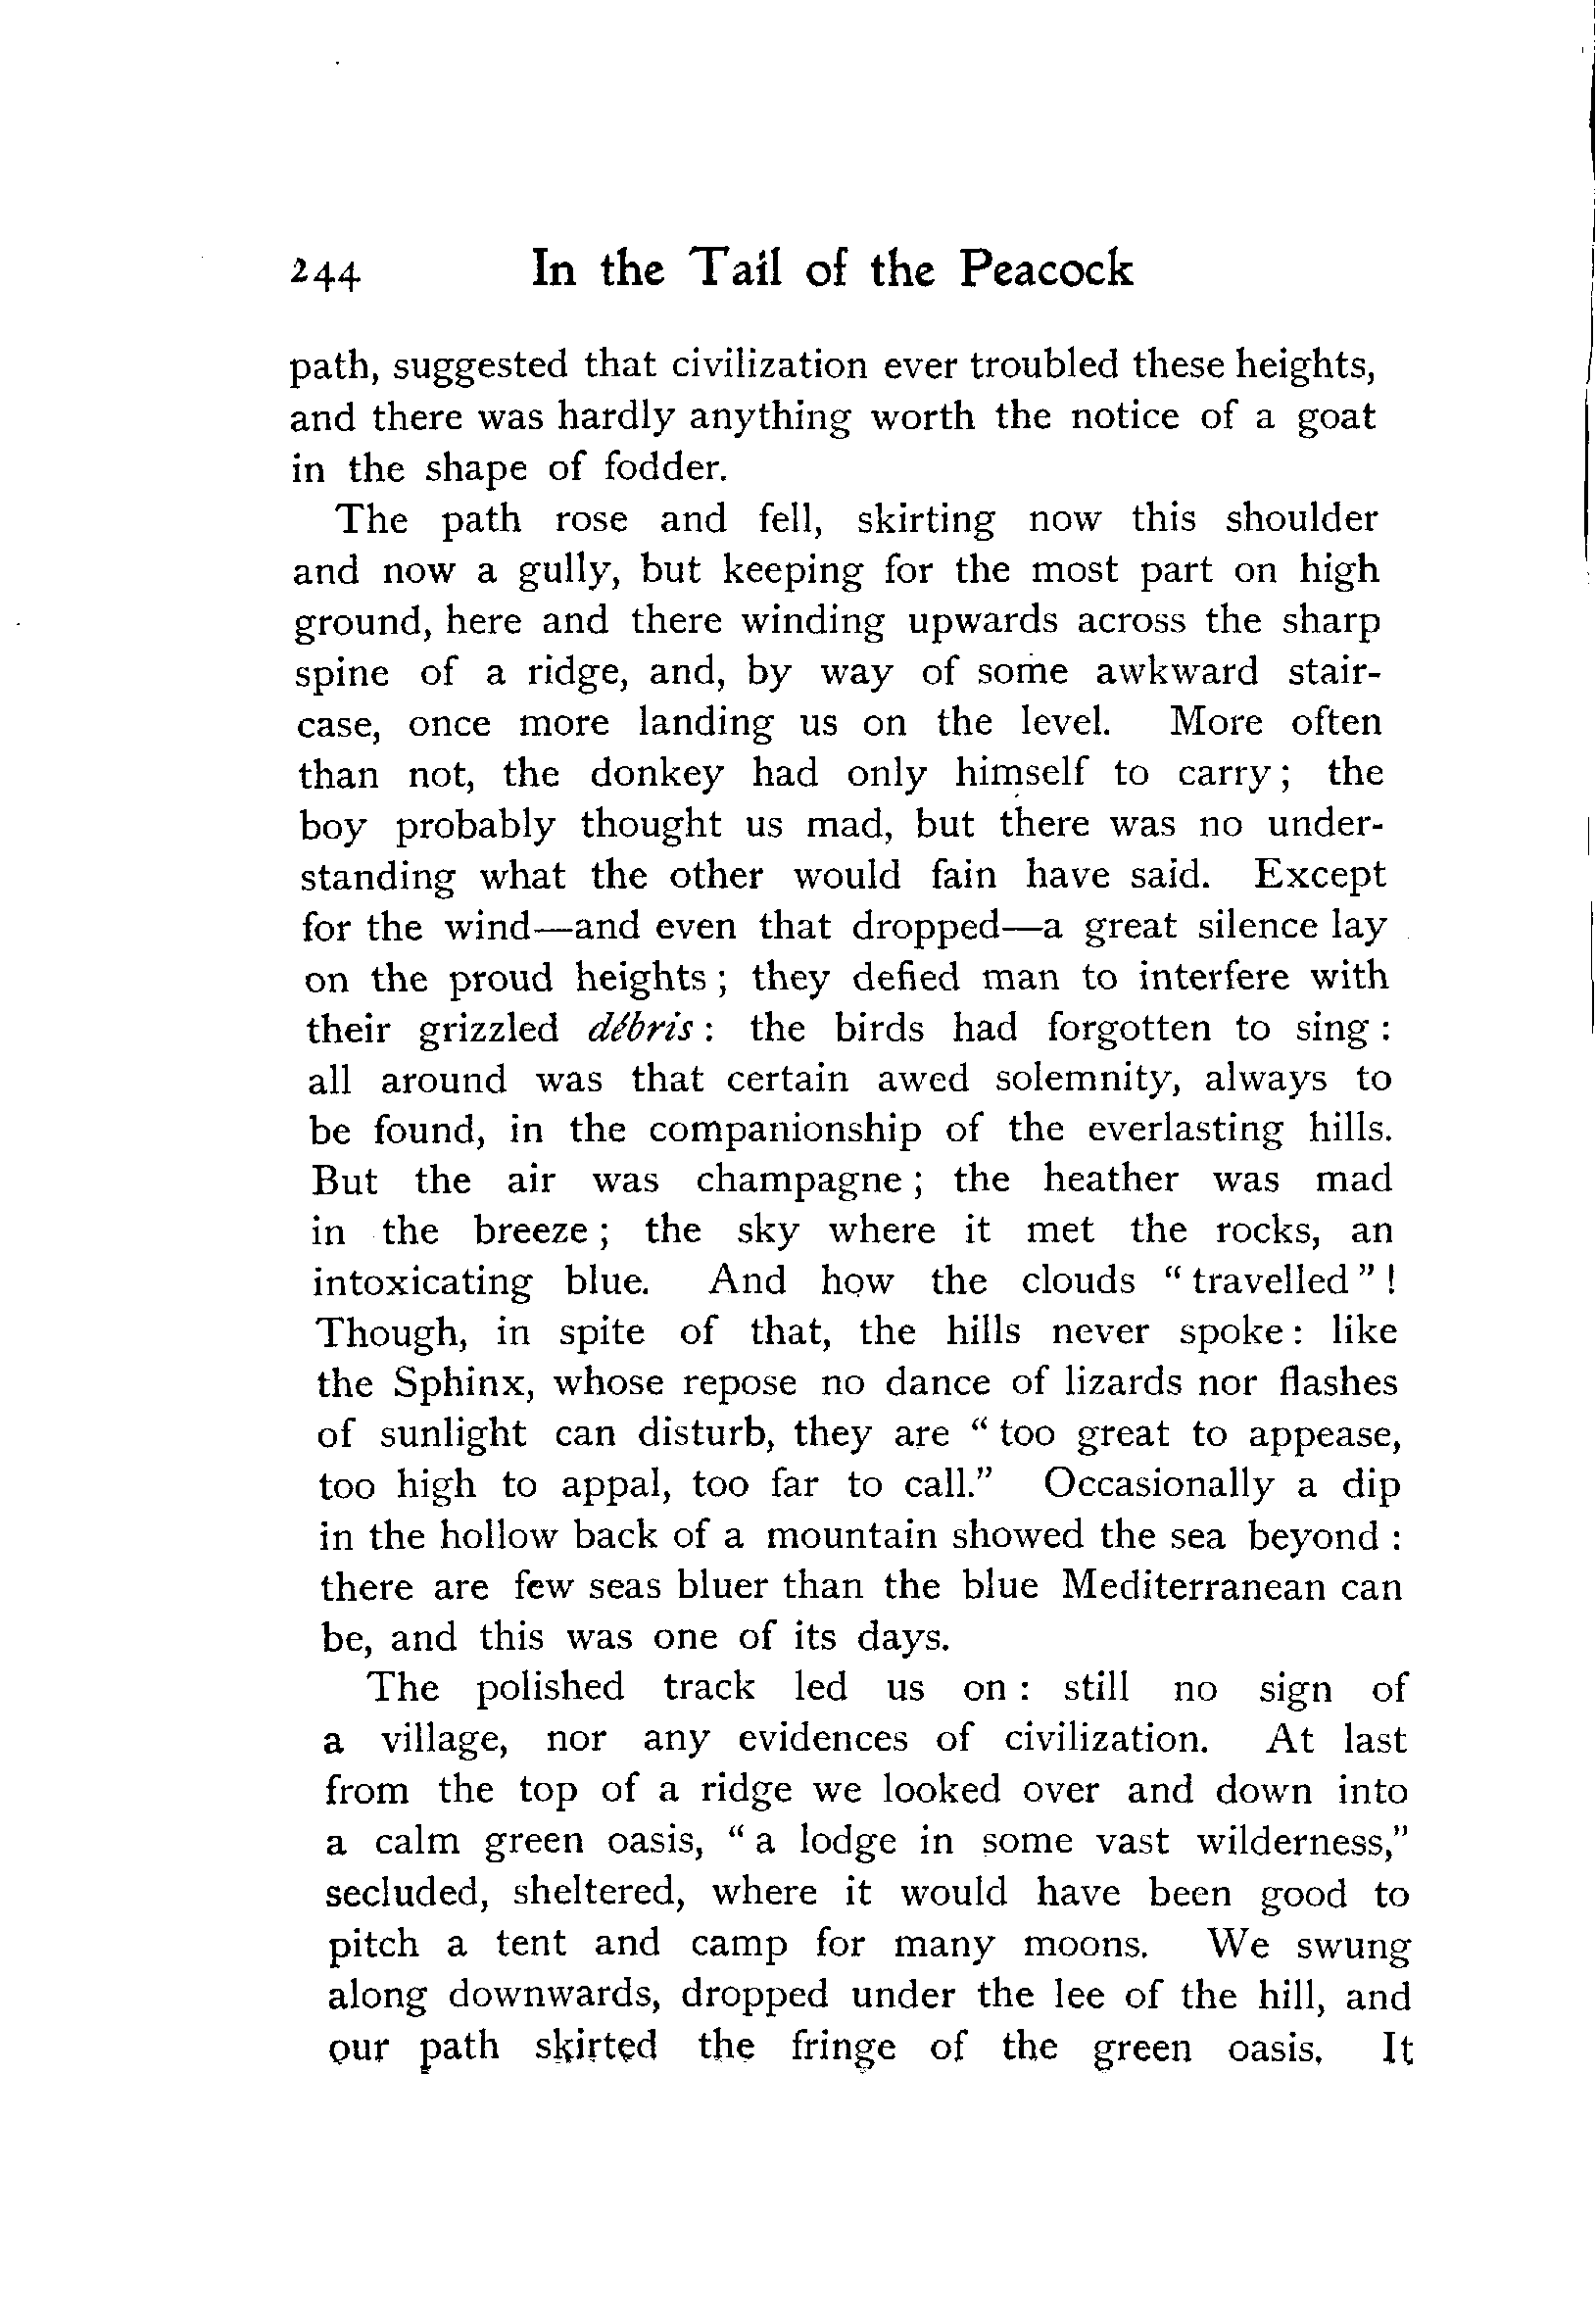 244 In the Tail of the Peacock
path, suggested that civilization ever troubled these heights,
and there was hardly anything worth the notice of a goat
in the shape of fodder.
The path rose and fell, skirting now this shoulder
and now a gully, but keeping for the most part on high
ground, here and there winding upwards across the sharp
spine of a ridge, and, by way of some awkward stair-
case, once more landing us on the level. More often
than not, the donkey had only himself to carry; the
boy probably thought us mad, but there was no under-
standing what the other would fain have said. Except
for the wind—and even that dropped—a great silence lay
on the proud heights; they defied man to interfere with
their grizzled débris: the birds had forgotten to sing:
all around was that certain awed solemnity, always to
be found, in the companionship of the everlasting hills.
But the air was champagne; the heather was mad
in the breeze; the sky where it met the rocks, an
intoxicating blue. And how the clouds "travelled"!
Though, in spite of that, the hills never spoke: like
the Sphinx, whose repose no dance of lizards nor flashes
of sunlight can disturb, they are "too great to appease,
too high to appal, too far to call." Occasionally a dip
in the hollow back of a mountain showed the sea beyond:
there are few seas bluer than the blue Mediterranean can
be, and this was one of its days.
The polished track led us on: still no sign of
a village, nor any evidences of civilization. At last
from the top of a ridge we looked over and down into
a calm green oasis, "a lodge in some vast wilderness,"
secluded, sheltered, where it would have been good to
pitch a tent and camp for many moons. We swung
along downwards, dropped under the lee of the hill, and
our path skirted the fringe of the green oasis. It